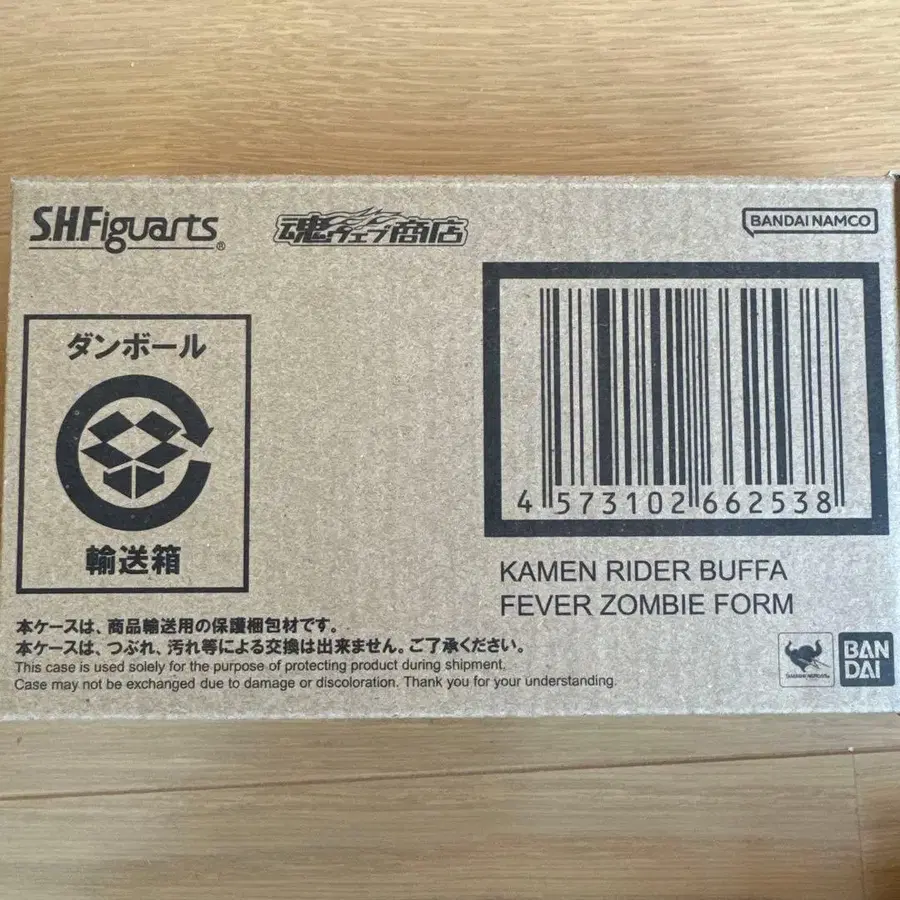 S.H.Figuarts®
魂ウェブ商店
BANDAI NAMCO
ダンボール
輸送箱
4 573102 662538
KAMEN RIDER BUFFA
FEVER ZOMBIE FORM
本ケースは、商品輸送用の保護梱包材です。
本ケースは、つぶれ、汚れ等による交換は出来ません。ご了承ください。
This case is used solely for the purpose of protecting product during shipment.
Case may not be exchanged due to damage or discoloration. Thank you for your understanding.
BAN
DAI